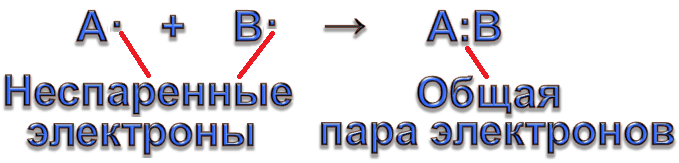 А· + В· → А:В
Неспаренные Общая
электроны пара электронов